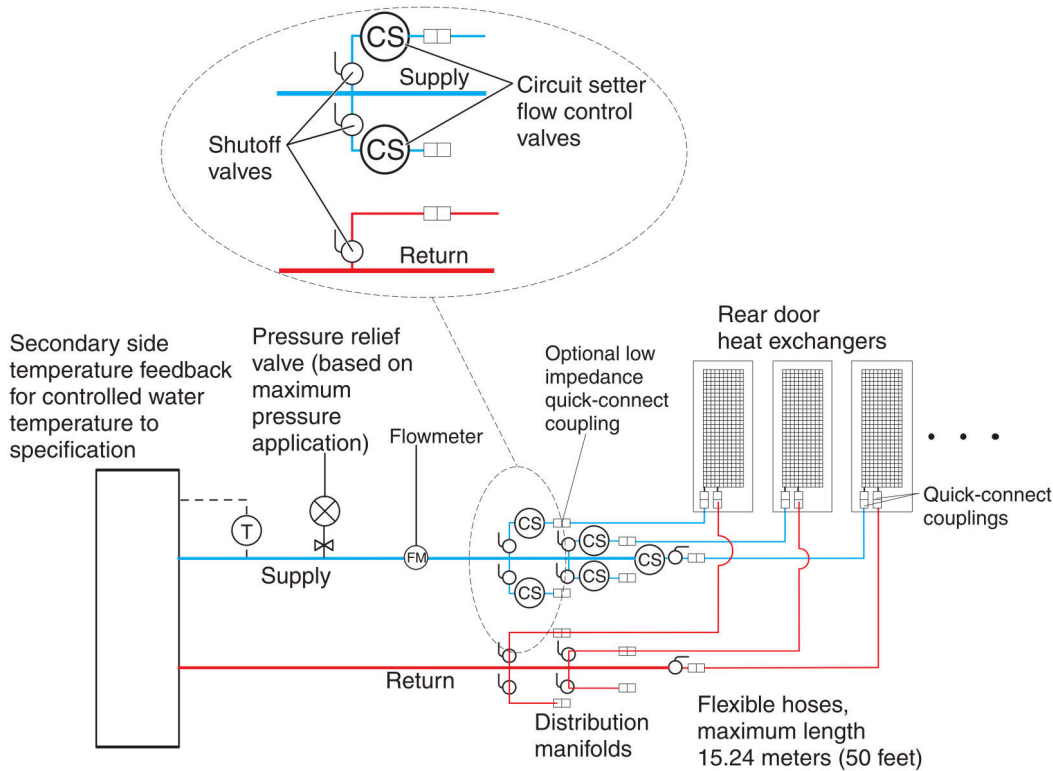 CS
Supply
Circuit setter
flow control
valves
Shutoff
valves
CS
Return
Rear door
heat exchangers
Secondary side
temperature feedback
for controlled water
temperature to
specification
Pressure relief
valve (based on
maximum
pressure
application)
Flowmeter
Optional low
impedance
quick-connect
coupling
• • •
Quick-connect
couplings
T
FM
CS
CS
CS
CS
CS
Supply
Return
Distribution
manifolds
Flexible hoses,
maximum length
15.24 meters (50 feet)